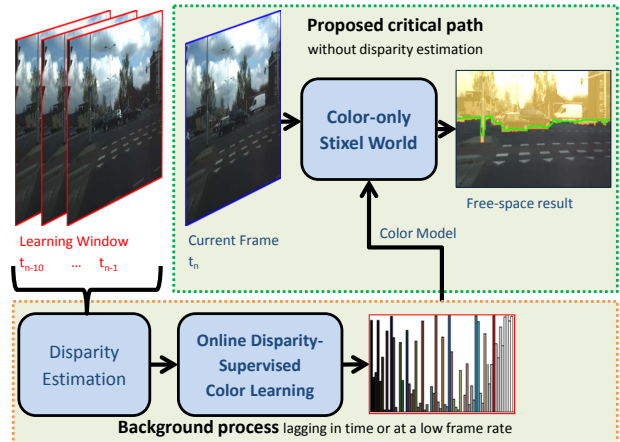 Proposed critical path
without disparity estimation
Color-only
Stixel World
Free-space result
Learning Window
t_{n-10} ... t_{n-1}
Current Frame
t_n
Color Model
Disparity
Estimation
Online Disparity-
Supervised
Color Learning
Background process lagging in time or at a low frame rate